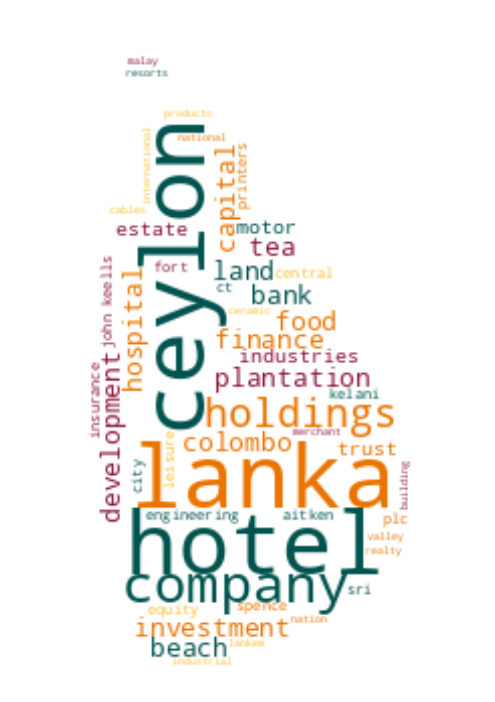 malay
resorts
products
national
international
ceylon
capital
printers
cables
estate
motor
tea
fort
land
central
hospital
john keells
ct
bank
ceramic
food
finance
industries
plantation
kelani
development
insurance
holdings
merchant
colombo
trust
leisure
city
lanka
building
engineering
aitken
plc
hotel
valley
realty
company
sri
equity
spence
nation
investment
beach
lankem
industrial